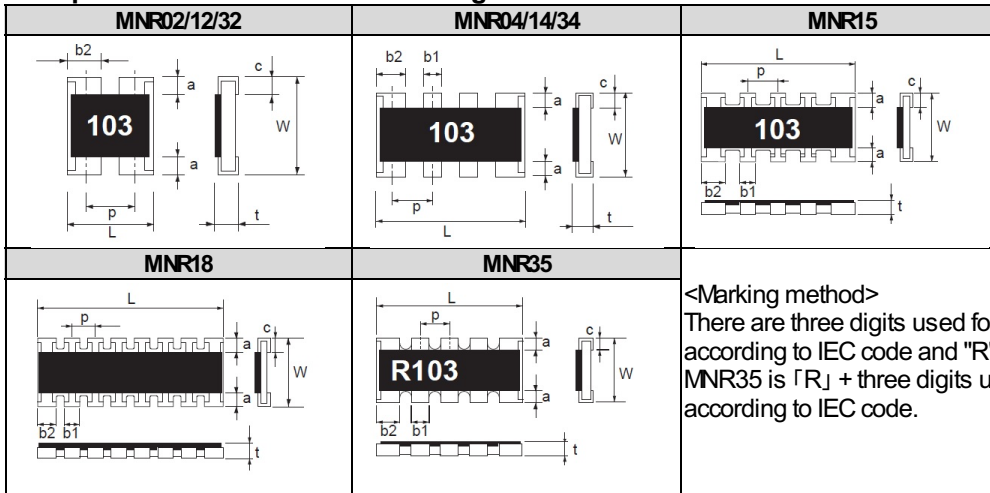 MNR02/12/32
MNR04/14/34
MNR15
b2
c
a
103
W
a
p
L
t
b2 b1
c
a
103
W
a
p
L
t
L
p
c
a
103
W
a
b2 b1
t
MNR18
MNR35
L
p
c
a
W
a
b2 b1
t
L
p
c
a
R103
W
a
b2 b1
t
<Marking method>
There are three digits used fo
according to IEC code and "R"
MNR35 is「R」+ three digits u
according to IEC code.